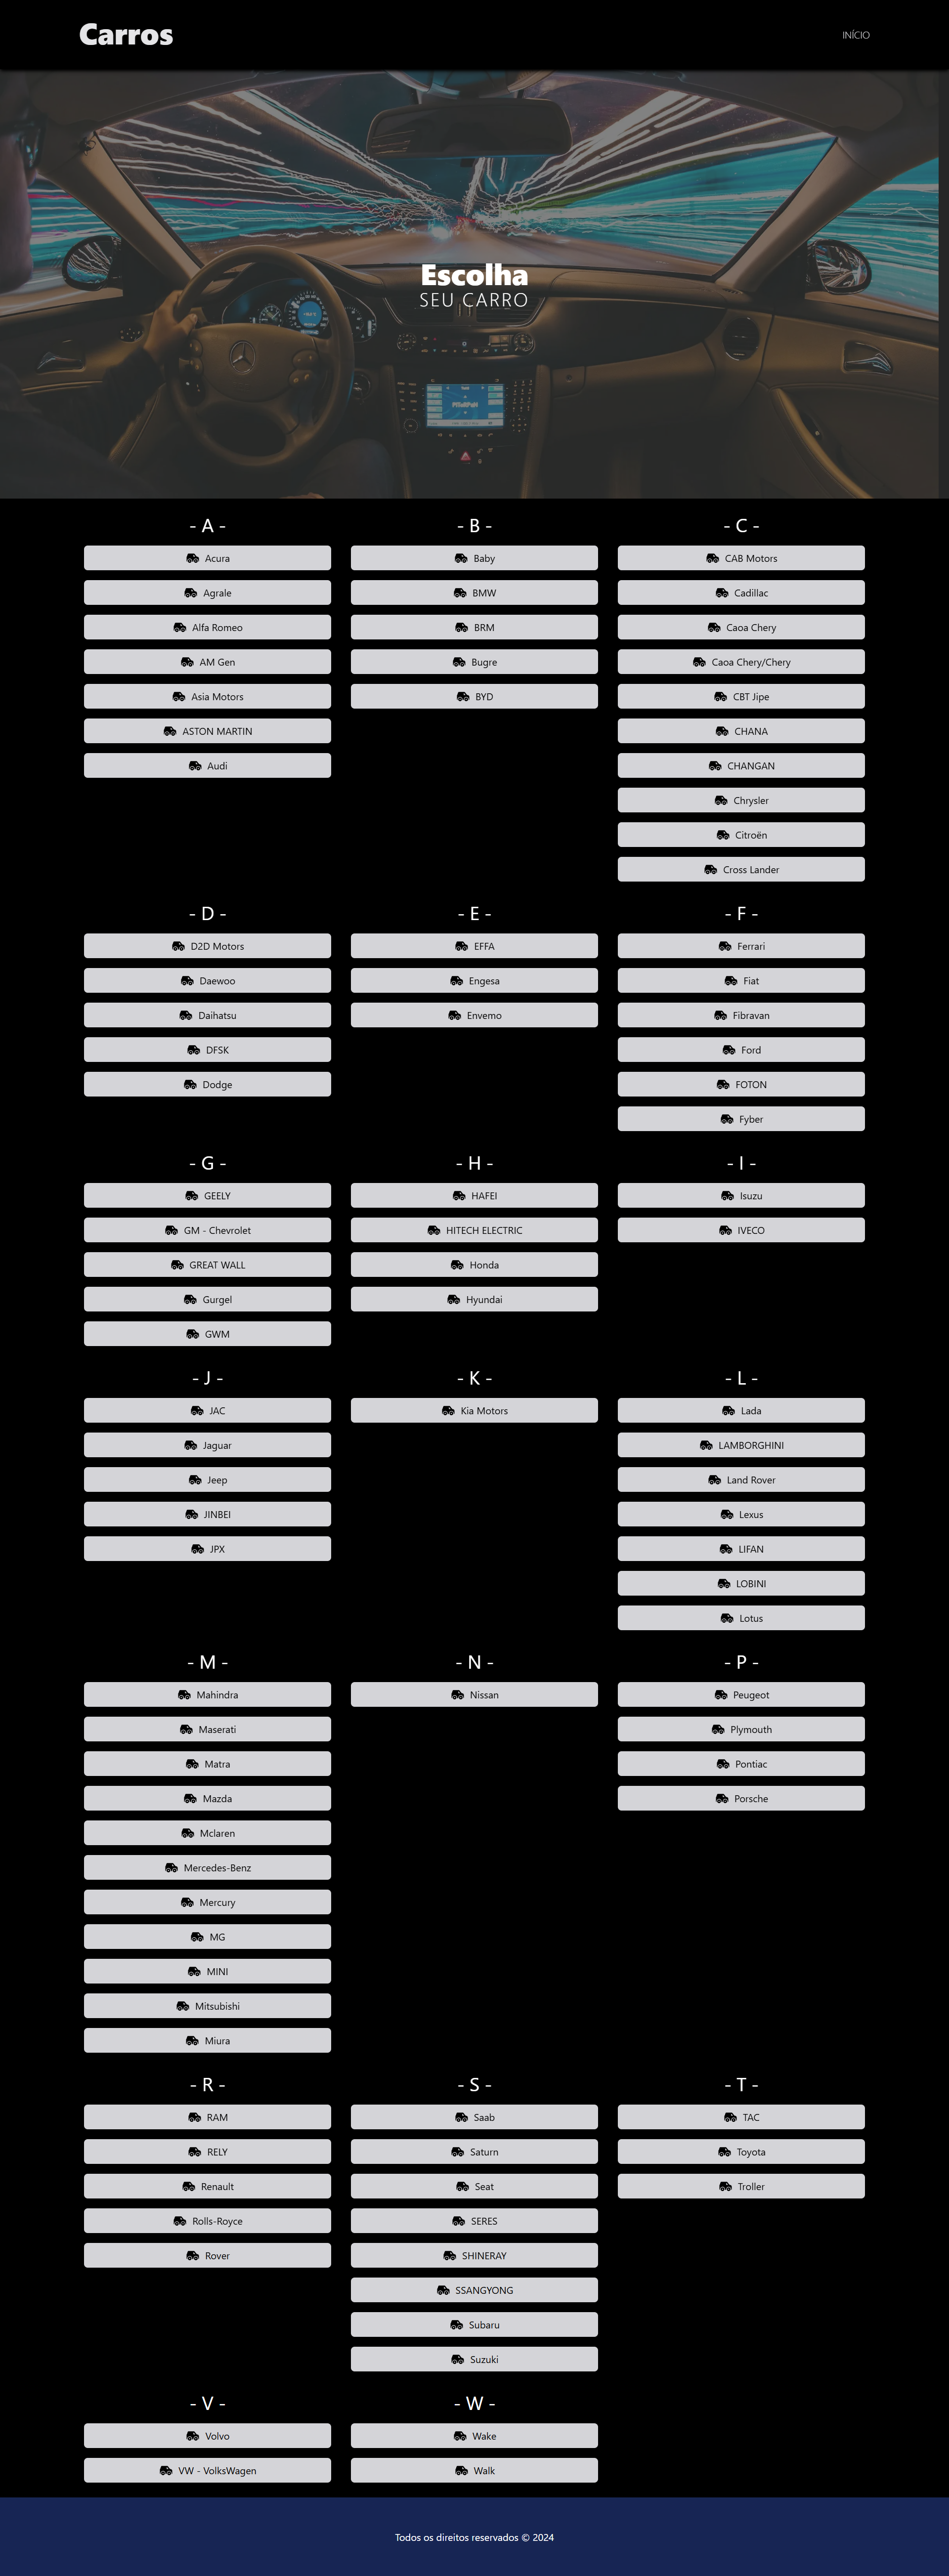 Carros
INÍCIO
Escolha
SEU CARRO
- A -
Acura
Agrale
Alfa Romeo
AM Gen
Asia Motors
ASTON MARTIN
Audi
- B -
Baby
BMW
BRM
Bugre
BYD
- C -
CAB Motors
Cadillac
Caoa Chery
Caoa Chery/Chery
CBT Jipe
CHANA
CHANGAN
Chrysler
Citroën
Cross Lander
- D -
D2D Motors
Daewoo
Daihatsu
DFSK
Dodge
- E -
EFFA
Engesa
Envemo
- F -
Ferrari
Fiat
Fibravan
Ford
FOTON
Fyber
- G -
GEELY
GM - Chevrolet
GREAT WALL
Gurgel
GWM
- H -
HAFEI
HITECH ELECTRIC
Honda
Hyundai
- I -
Isuzu
IVECO
- J -
JAC
Jaguar
Jeep
JINBEI
JPX
- K -
Kia Motors
- L -
Lada
LAMBORGHINI
Land Rover
Lexus
LIFAN
LOBINI
Lotus
- M -
Mahindra
Maserati
Matra
Mazda
Mclaren
Mercedes-Benz
Mercury
MG
MINI
Mitsubishi
Miura
- N -
Nissan
- P -
Peugeot
Plymouth
Pontiac
Porsche
- R -
RAM
RELY
Renault
Rolls-Royce
Rover
- S -
Saab
Saturn
Seat
SERES
SHINERAY
SSANGYONG
Subaru
Suzuki
- T -
TAC
Toyota
Troller
- V -
Volvo
VW - VolksWagen
- W -
Wake
Walk
Todos os direitos reservados © 2024